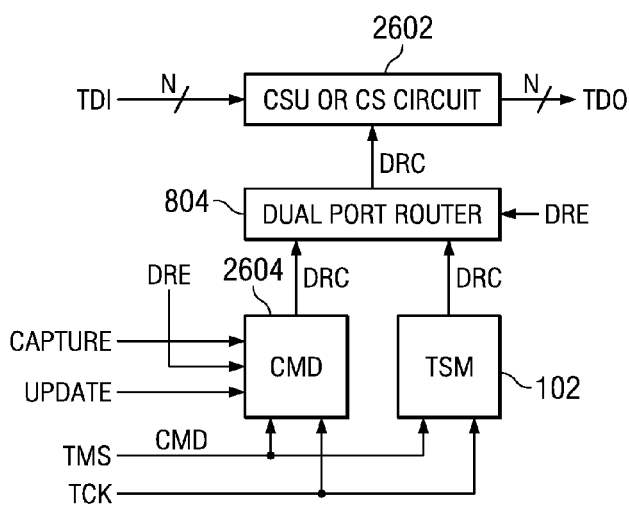 2602
TDI N CSU OR CS CIRCUIT N TDO
DRC
804 DUAL PORT ROUTER DRE
DRE 2604 DRC DRC
CAPTURE
CMD TSM
UPDATE 102
TMS CMD
TCK